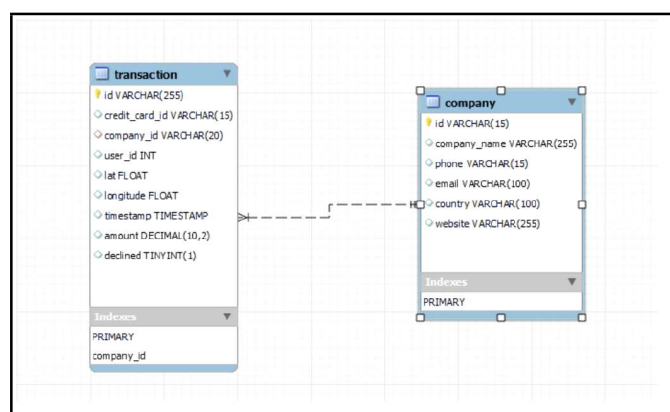 transaction
id VARCHAR(255)
credit_card_id VARCHAR(15)
company_id VARCHAR(20)
user_id INT
lat FLOAT
longitude FLOAT
timestamp TIMESTAMP
amount DECIMAL(10,2)
declined TINYINT(1)
Indexes
PRIMARY
company_id
company
id VARCHAR(15)
company_name VARCHAR(255)
phone VARCHAR(15)
email VARCHAR(100)
country VARCHAR(100)
website VARCHAR(255)
Indexes
PRIMARY